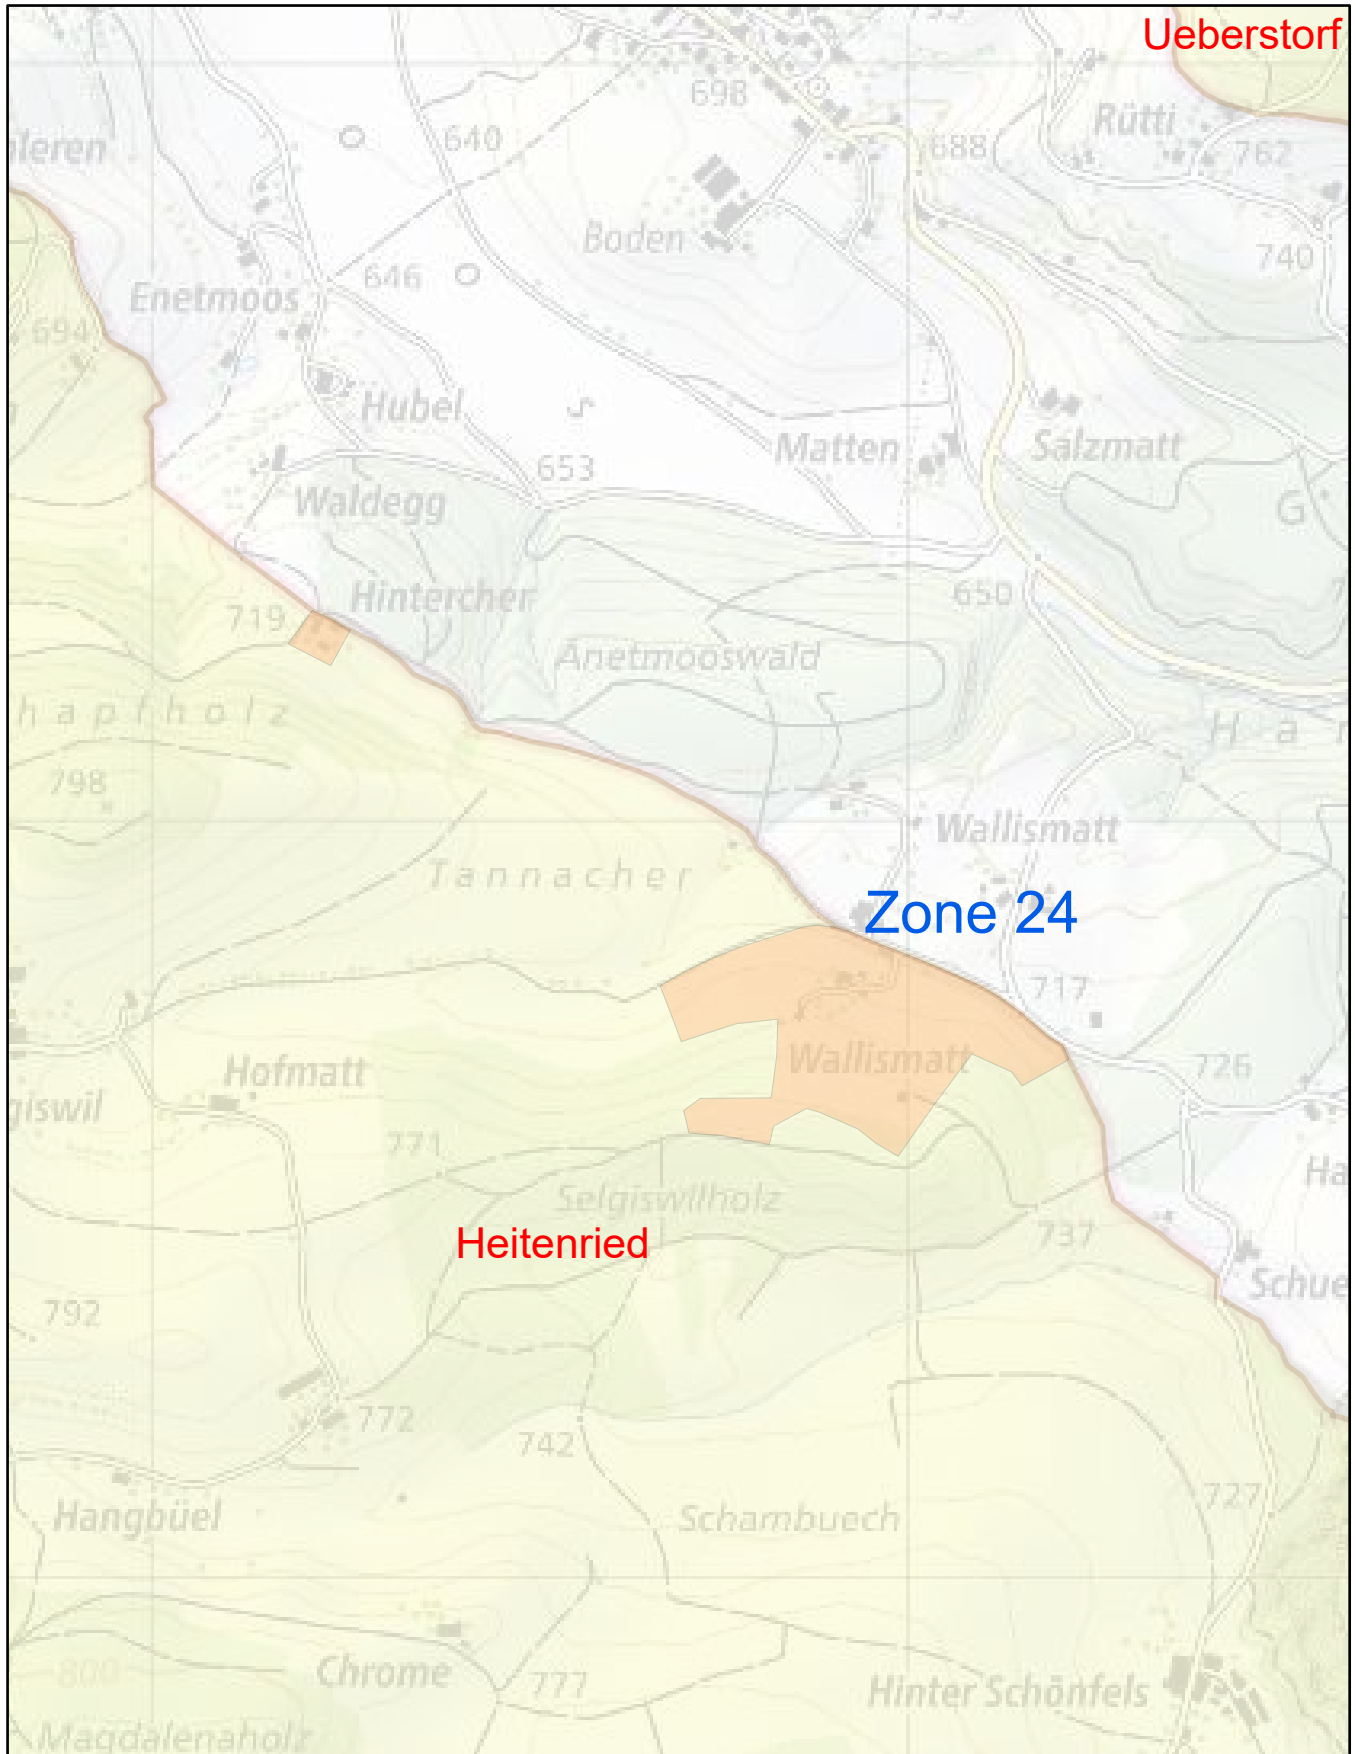 Ueberstorf
698
640
688
Rütti
762
leren
Boden
740
646
Enetmoos
694
Hubel
Matten
Salzmatt
653
Waldegg
G
650
Hintercher
719
Anetmooswald
hapfholz
Har
798
Wallismatt
Tannacher
Zone 24
717
Wallismatt
726
Hofmatt
giswil
771
Ha
Selgiswilholz
737
Heitenried
Schue
792
772
742
727
Hangbüel
Schambuech
800
Chrome
777
Hinter Schönfels
Magdalenaholz